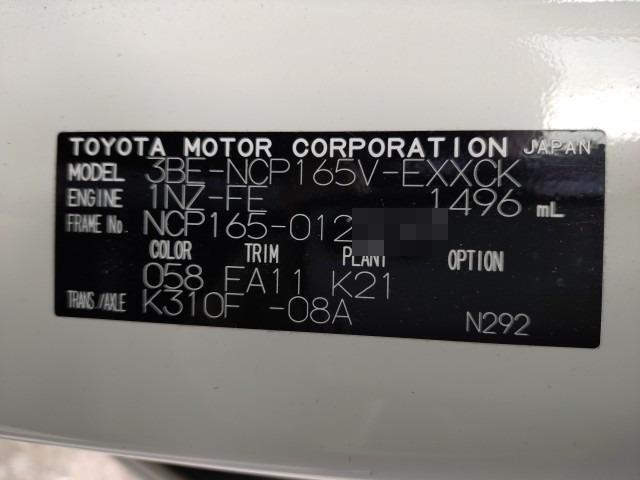 TOYOTA MOTOR CORPORATION JAPAN
MODEL 3BE-NCP165V-EXXCK
ENGINE 1NZ-FE 1496 mL
FRAME No NCP165-012
COLOR TRIM PLANT OPTION
058 FA11 K21
TRANS./AXLE K310F -08A N292